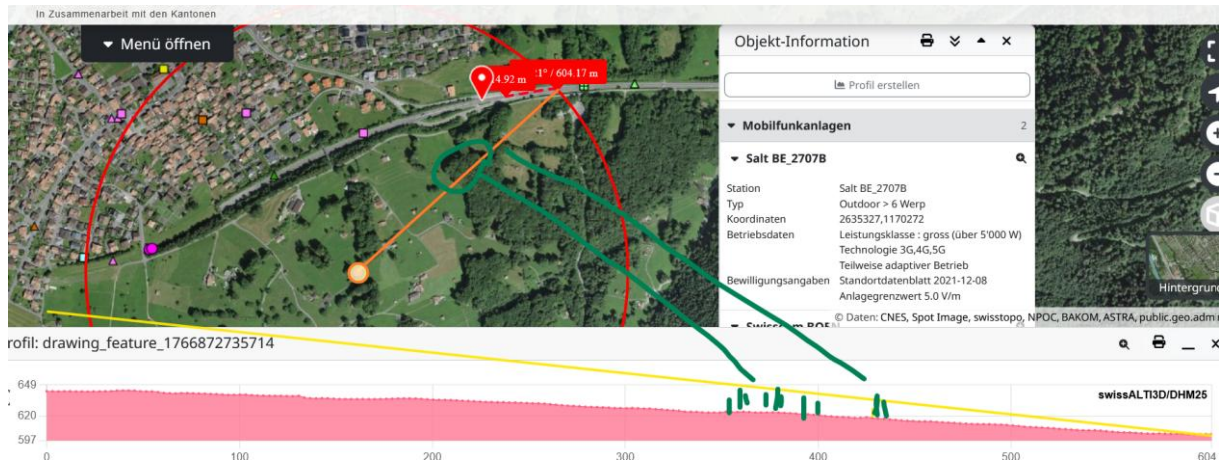 In Zusammenarbeit mit den Kantonen
Menü öffnen
4.92 m
21° / 604.17 m
Objekt-Information
Profil erstellen
Mobilfunkanlagen 2
Salt BE_2707B
Station Salt BE_2707B
Typ Outdoor > 6 Werp
Koordinaten 2635327,1170272
Betriebsdaten Leistungsklasse : gross (über 5'000 W)
Technologie 3G,4G,5G
Teilweise adaptiver Betrieb
Bewilligungsangaben Standortdatenblatt 2021-12-08
Anlagegrenzwert 5.0 V/m
Hintergrund
© Daten: CNES, Spot Image, swisstopo, NPOC, BAKOM, ASTRA, public.geo.adm
rofil: drawing_feature_1766872735714
swissALTI3D/DHM25
649
620
597
0 100 200 300 400 500 604